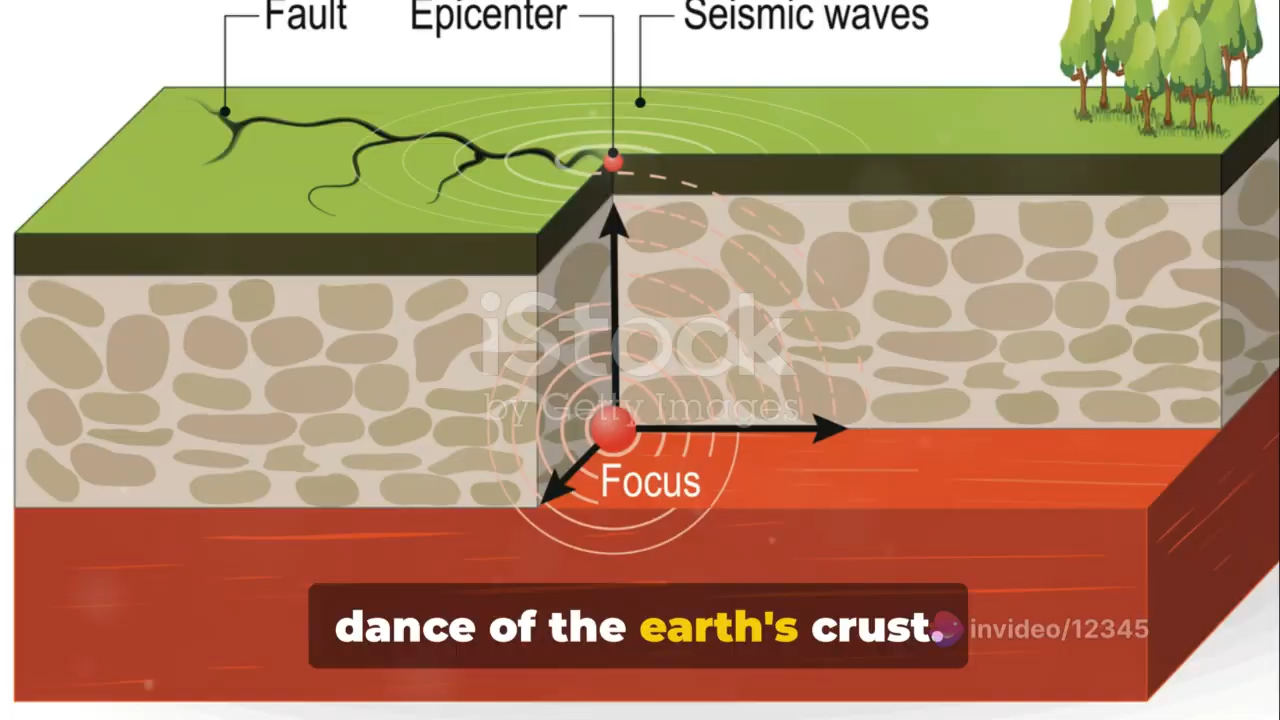 Fault
Epicenter
Seismic waves
iStock
by Getty Images
Focus
dance of the earth's crust.
invideo/12345